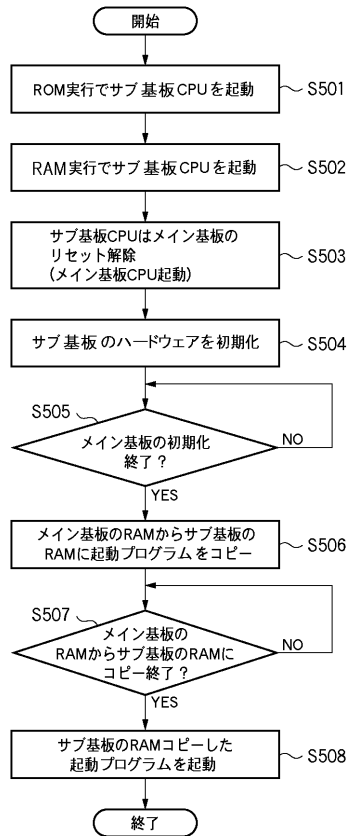 開始
ROM実行でサブ基板CPUを起動
S501
RAM実行でサブ基板CPUを起動
S502
サブ基板CPUはメイン基板の
リセット解除
(メイン基板CPU起動)
S503
サブ基板のハードウェアを初期化
S504
S505
メイン基板の初期化
終了?
NO
YES
メイン基板のRAMからサブ基板の
RAMに起動プログラムをコピー
S506
S507
メイン基板の
RAMからサブ基板のRAMに
コピー終了?
NO
YES
サブ基板のRAMコピーした
起動プログラムを起動
S508
終了